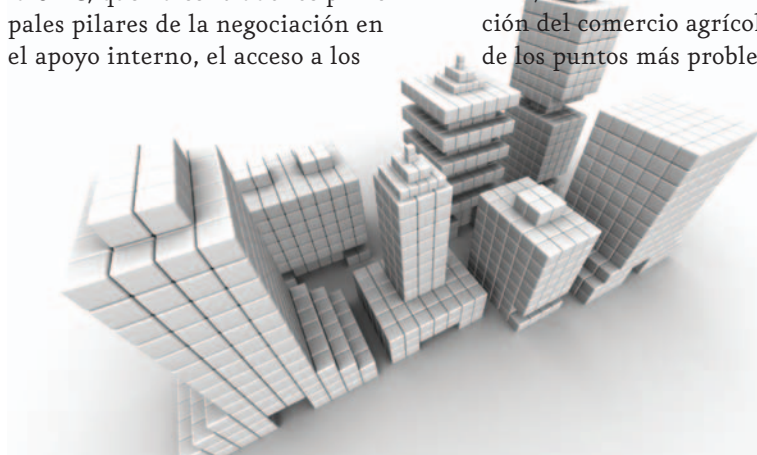 pales pilares de la negociación en
el apoyo interno, el acceso a los
ción del comercio agrícol
de los puntos más proble